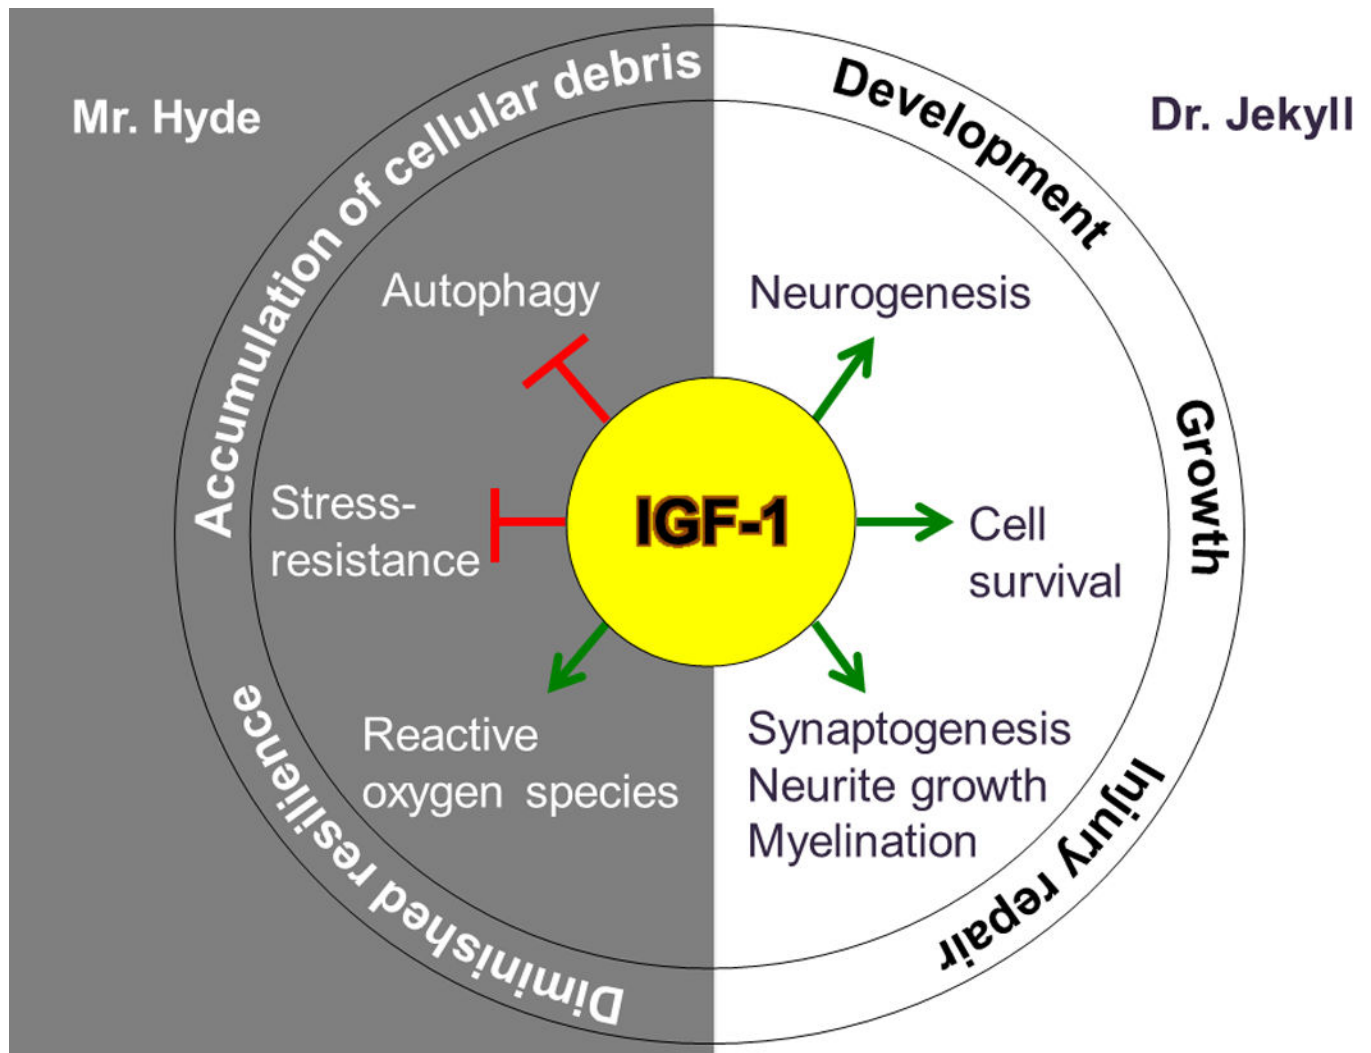 Mr. Hyde
Dr. Jekyll
Accumulation of cellular debris
Diminished resilience
Development
Growth
Injury repair
Autophagy
Stress-
resistance
Reactive
oxygen species
IGF-1
Neurogenesis
Cell
survival
Synaptogenesis
Neurite growth
Myelination